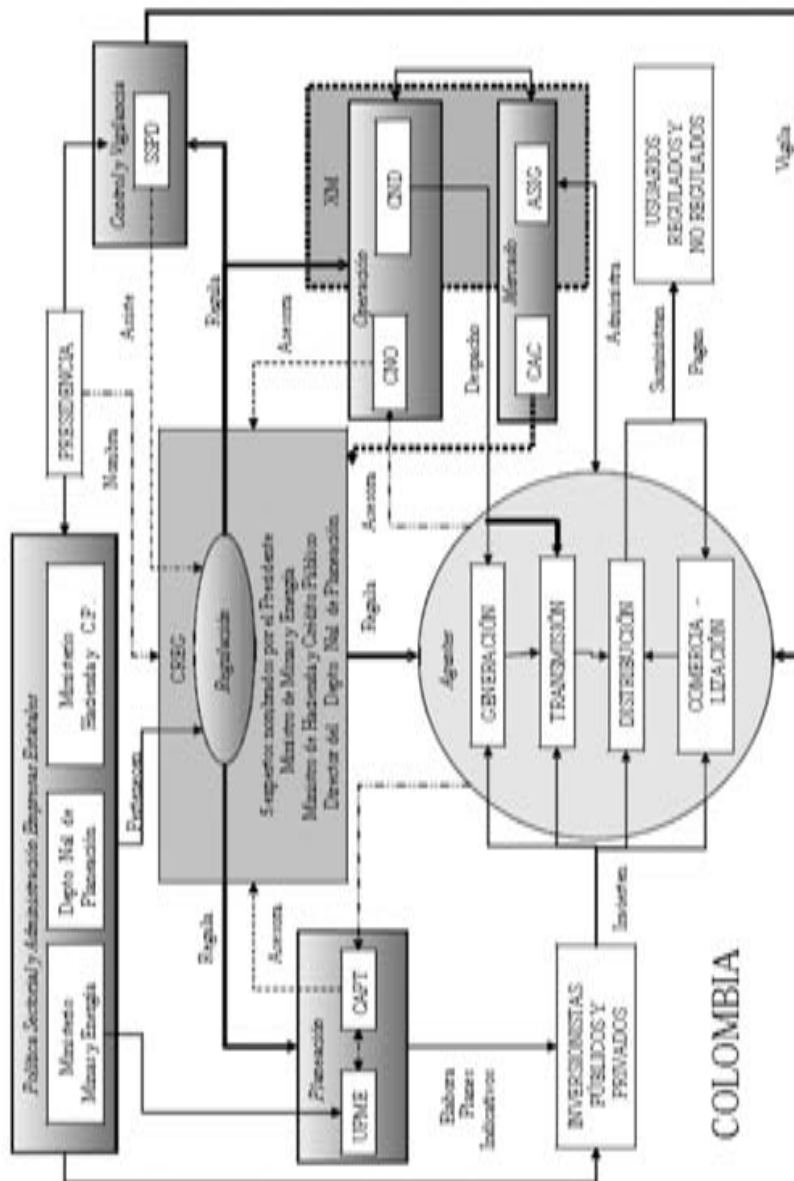 Política Sectorial y Administración Empresas Estatales
Ministerio
Minas y Energía
Depto Nal de
Planeación.
Ministerio
Hacienda y C.P.
PRESIDENCIA
Control y Vigilancia
SSPD
Nombra
Pertenecen
Asiste
CREG
Regulación
5 expertos nombrados por el Presidente
Ministro de Minas y Energía
Ministro de Hacienda y Crédito Público
Director del Depto Nal de Planeación.
Regula
Asesora
Regula
Asesora
Planeación
UPME
CAPT
Operación
CNO
CND
XM
Mercado
CAC
ASIG
Regula
Asesora
Despacho
Administra
Elabora
Planes
Indicativos
Agentes
GENERACIÓN
TRANSMISIÓN
DISTRIBUCIÓN
COMERCIA -
LIZACIÓN
Invierten
INVERSIONISTAS
PÚBLICOS Y
PRIVADOS
Suministran
Pagan
USUARIOS
REGULADOS Y
NO REGULADOS
Vigila
COLOMBIA